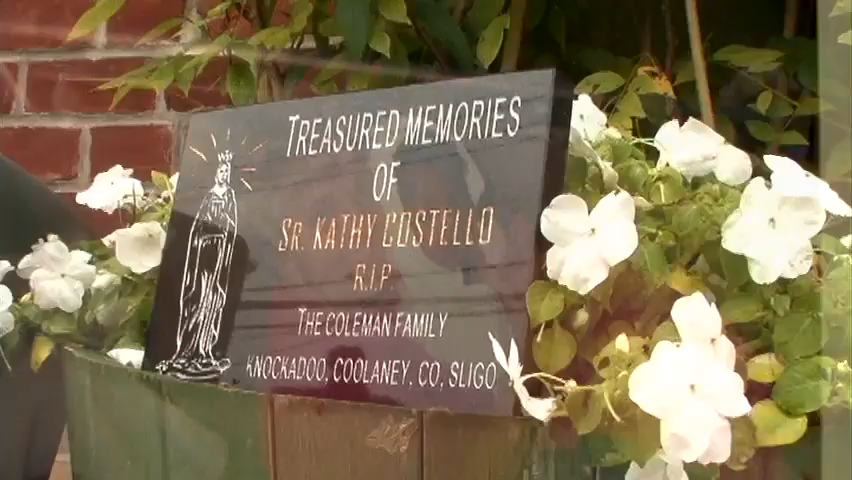 TREASURED MEMORIES
OF
SR. KATHY COSTELLO
R.I.P.
THE COLEMAN FAMILY
KNOCKADOO, COOLANEY, CO, SLIGO